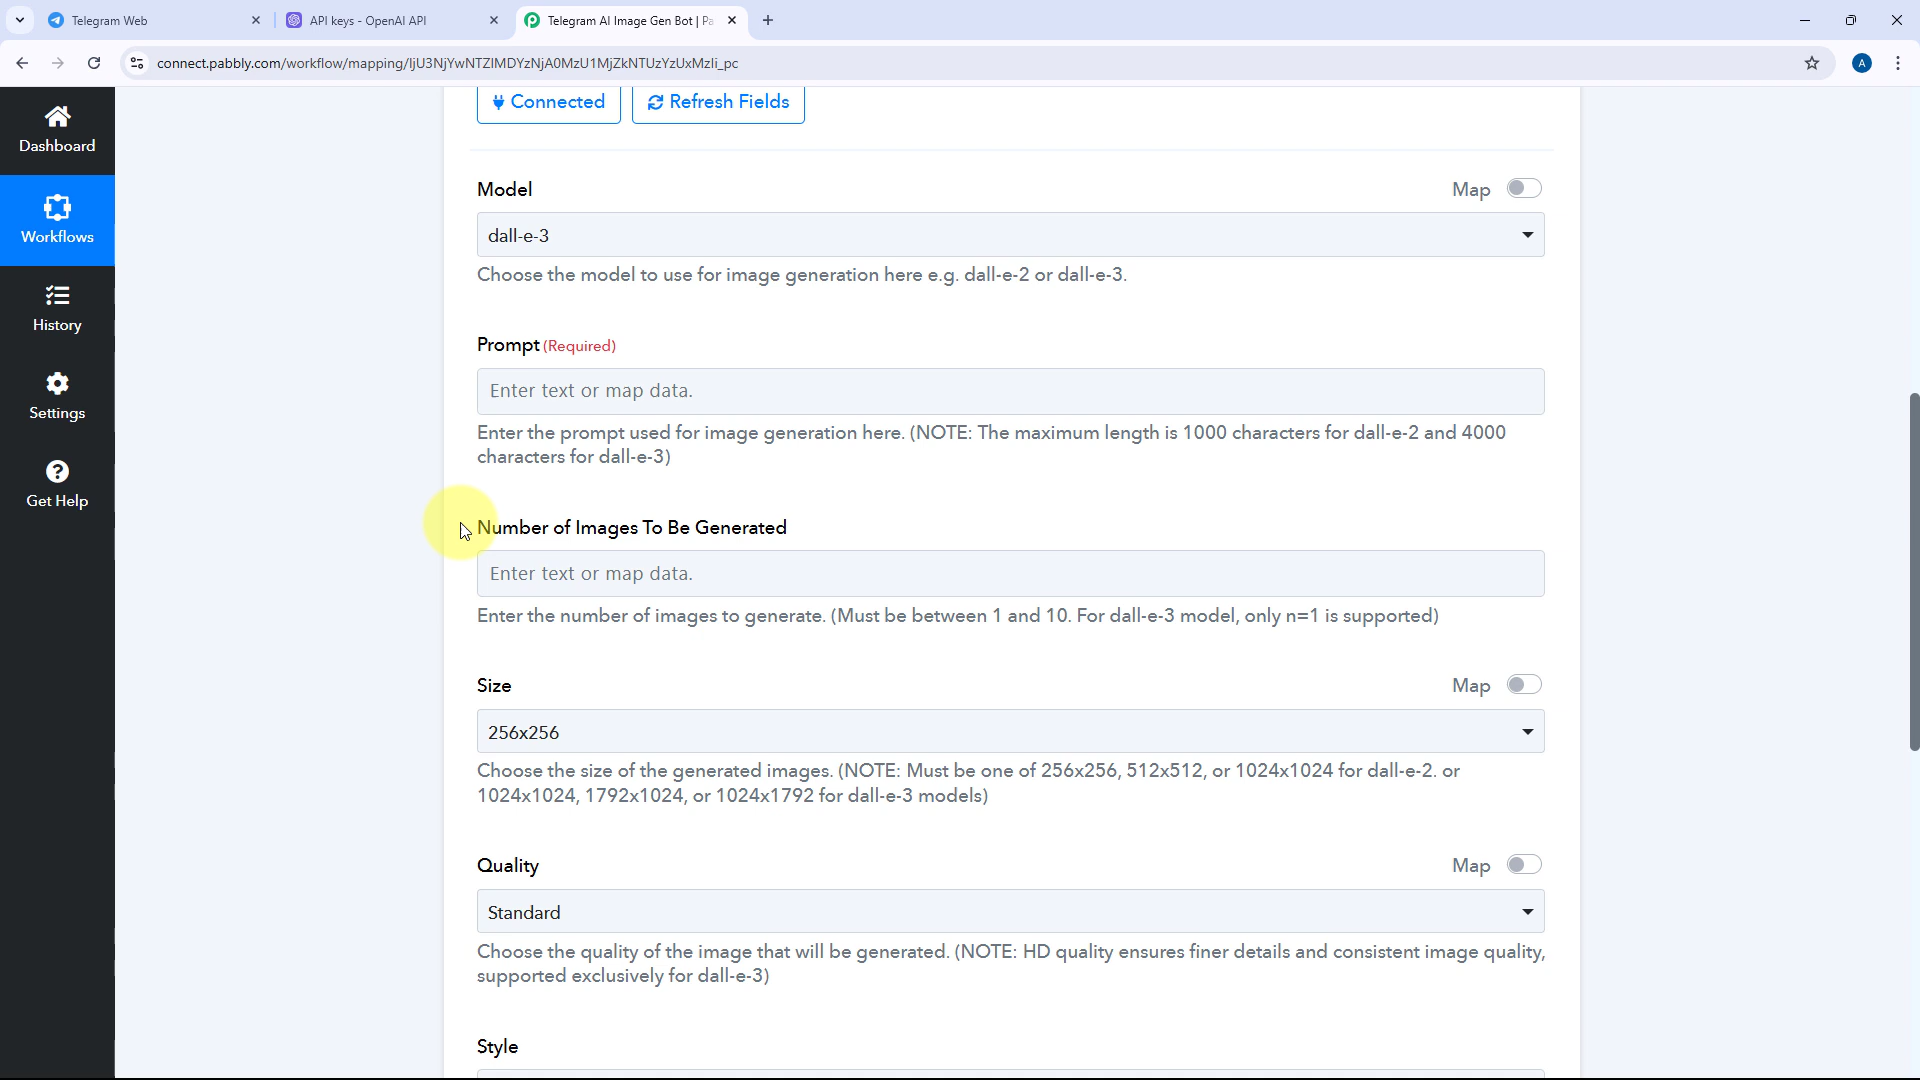 Telegram Web
API keys - OpenAI API
Telegram AI Image Gen Bot | Pa
connect.pabbly.com/workflow/mapping/IjU3NjYwNTZlMDYzNjA0MzU1MjZkNTUzYzUxMzIi_pc
A
Dashboard
Workflows
History
Settings
Get Help
Connected
Refresh Fields
Model
Map
dall-e-3
Choose the model to use for image generation here e.g. dall-e-2 or dall-e-3.
Prompt (Required)
Enter text or map data.
Enter the prompt used for image generation here. (NOTE: The maximum length is 1000 characters for dall-e-2 and 4000
characters for dall-e-3)
Number of Images To Be Generated
Enter text or map data.
Enter the number of images to generate. (Must be between 1 and 10. For dall-e-3 model, only n=1 is supported)
Size
Map
256x256
Choose the size of the generated images. (NOTE: Must be one of 256x256, 512x512, or 1024x1024 for dall-e-2. or
1024x1024, 1792x1024, or 1024x1792 for dall-e-3 models)
Quality
Map
Standard
Choose the quality of the image that will be generated. (NOTE: HD quality ensures finer details and consistent image quality,
supported exclusively for dall-e-3)
Style